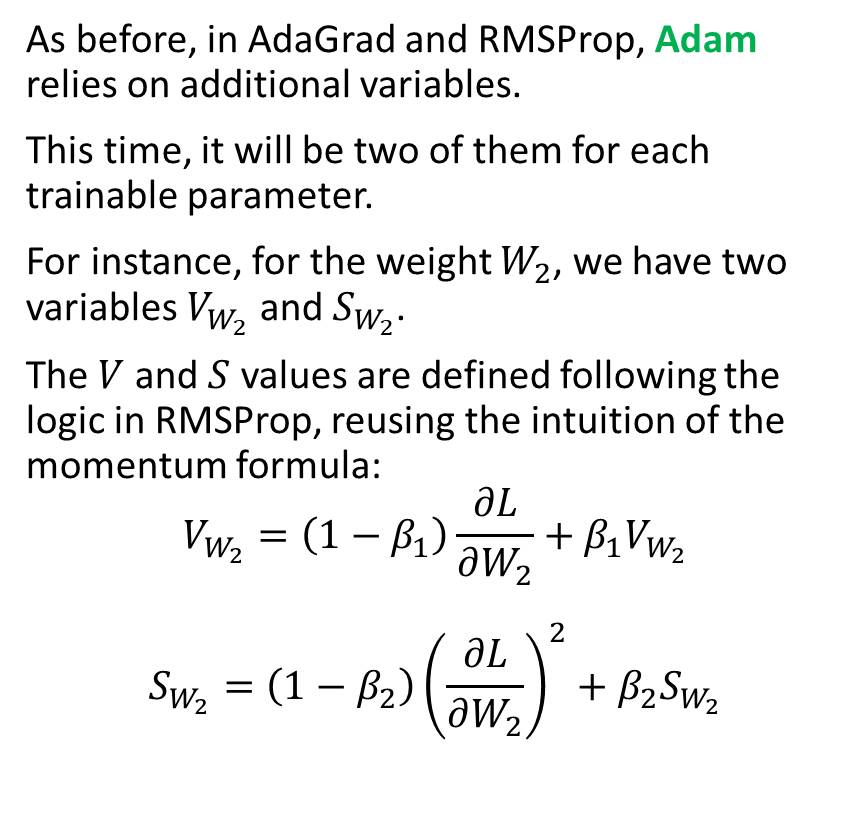 As before, in AdaGrad and RMSProp, Adam
relies on additional variables.
This time, it will be two of them for each
trainable parameter.
For instance, for the weight W₂, we have two
variables V_{W₂} and S_{W₂}.
The V and S values are defined following the
logic in RMSProp, reusing the intuition of the
momentum formula:
V_{W₂} = (1 − β₁) ∂L/∂W₂ + β₁V_{W₂}
S_{W₂} = (1 − β₂) (∂L/∂W₂)² + β₂S_{W₂}